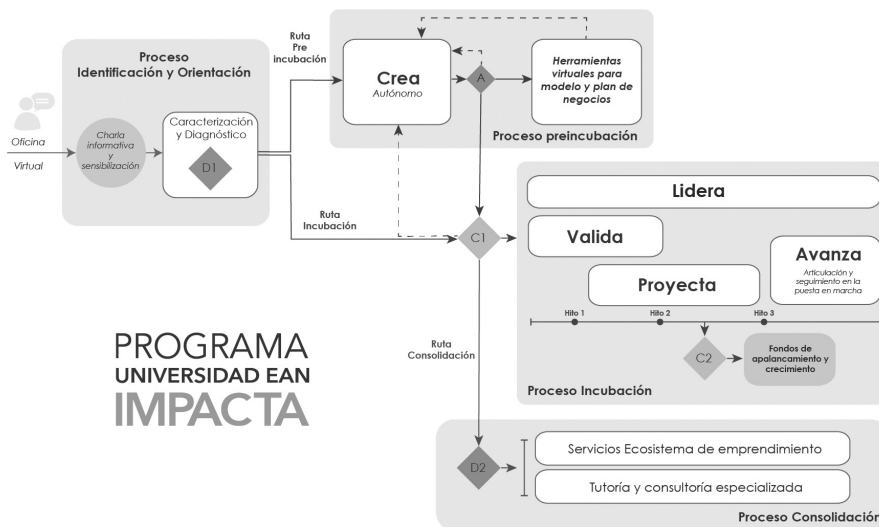 Proceso
Identificación y Orientación
Oficina
Virtual
Charla
informativa
y
sensibilización
Caracterización
y Diagnóstico
D1
Ruta
Pre
incubación
Ruta
Incubación
Crea
Autónomo
A
Herramientas
virtuales para
modelo y plan de
negocios
Proceso preincubación
C1
Lidera
Valida
Proyecta
Avanza
Articulación y
seguimiento en la
puesta en marcha
Hito 1
Hito 2
Hito 3
C2
Fondos de
apalancamiento y
crecimiento
Proceso Incubación
Ruta
Consolidación
PROGRAMA
UNIVERSIDAD EAN
IMPACTA
D2
Servicios Ecosistema de emprendimiento
Tutoría y consultoría especializada
Proceso Consolidación